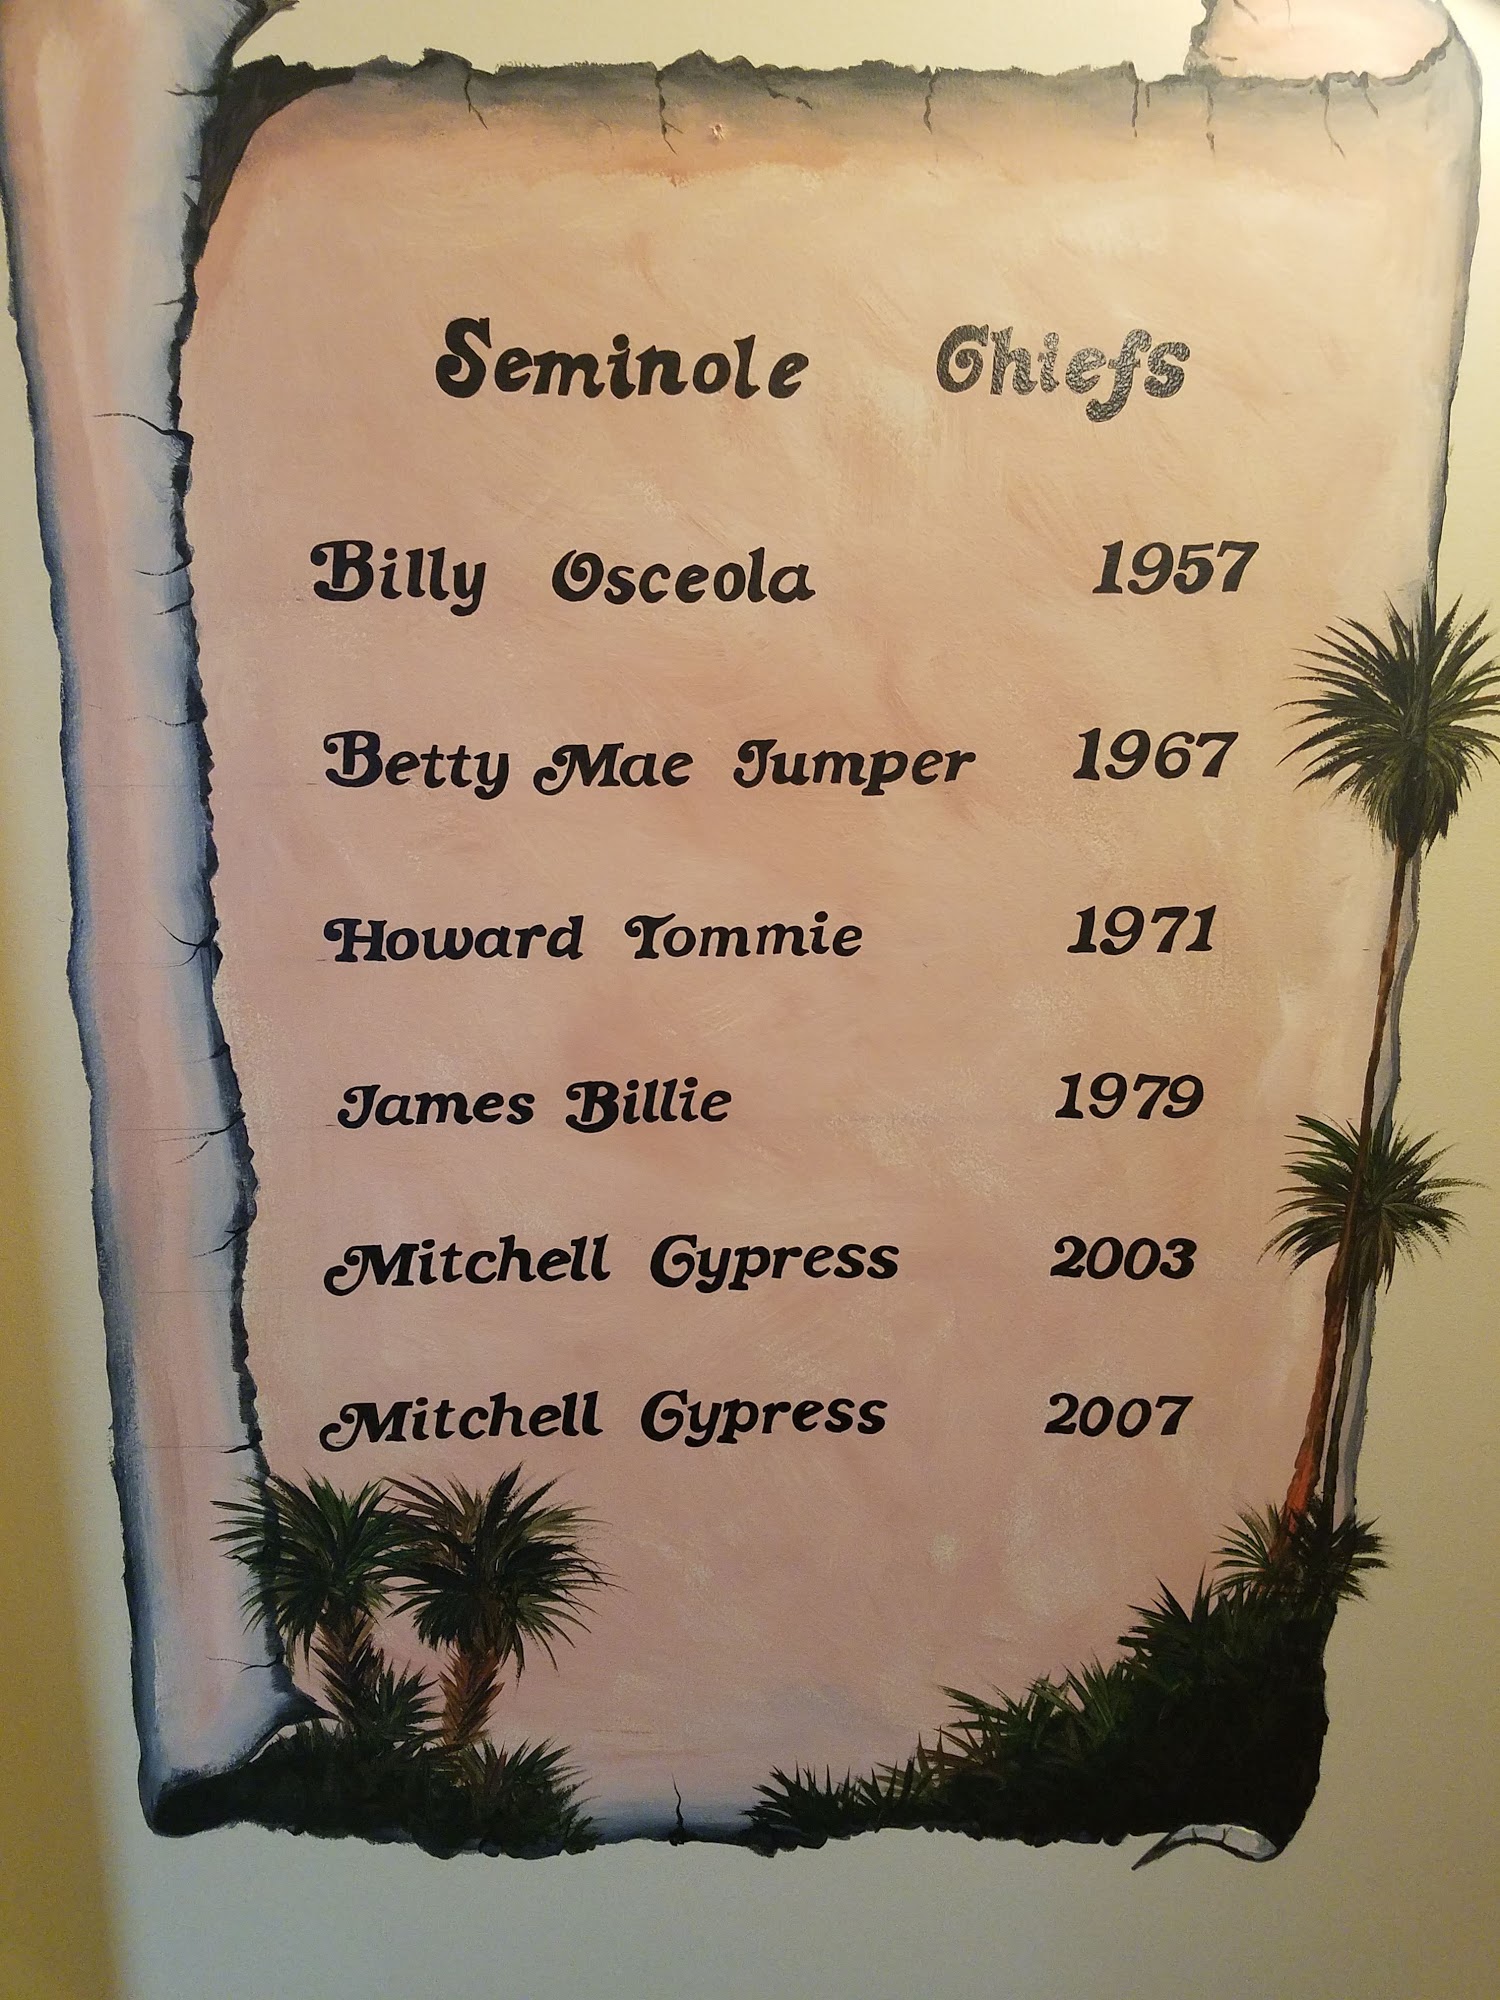 Seminole Chiefs
Billy Osceola 1957
Betty Mae Jumper 1967
Howard Tommie 1971
James Billie 1979
Mitchell Cypress 2003
Mitchell Cypress 2007